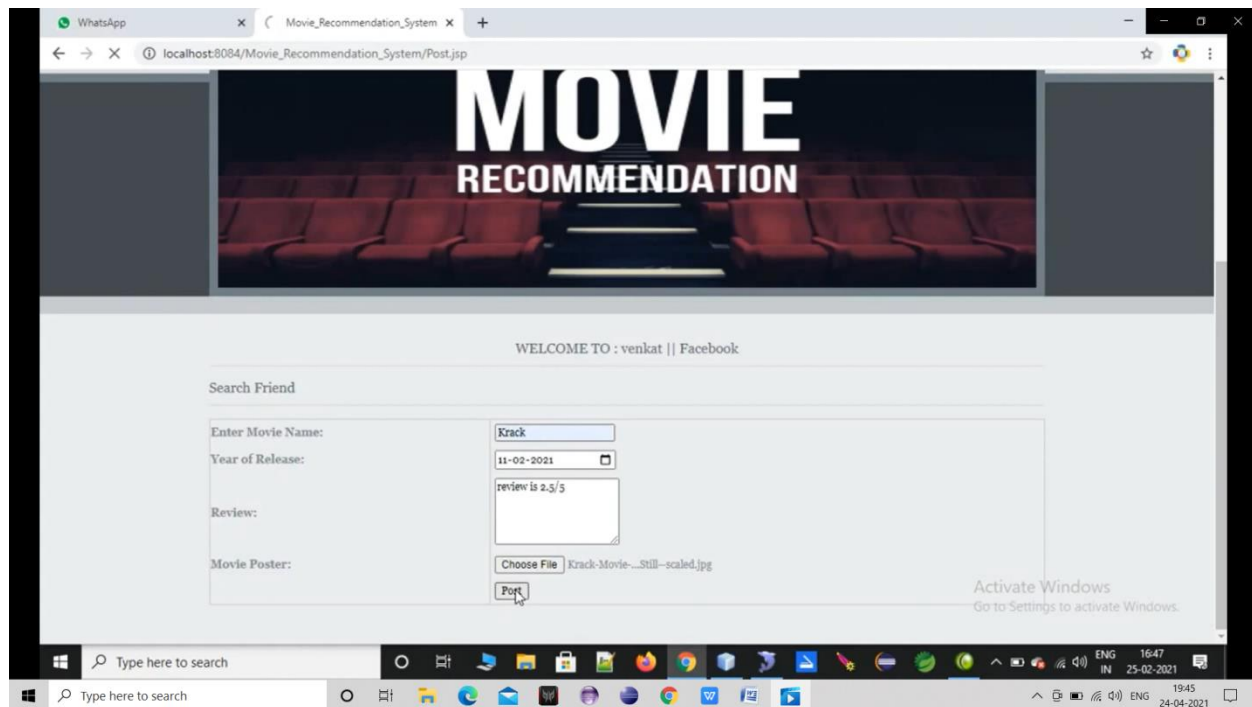 WhatsApp
Movie_Recommendation_System
localhost:8084/Movie_Recommendation_System/Post.jsp
MOVIE
RECOMMENDATION
WELCOME TO : venkat || Facebook
Search Friend
Enter Movie Name: Krack
Year of Release: 11-02-2021
Review: review is 2.5/5
Movie Poster: Choose File Krack-Movie-...Still--scaled.jpg
Post
Activate Windows
Go to Settings to activate Windows.
Type here to search
ENG 16:47
IN 25-02-2021
Type here to search
ENG 19:45
24-04-2021